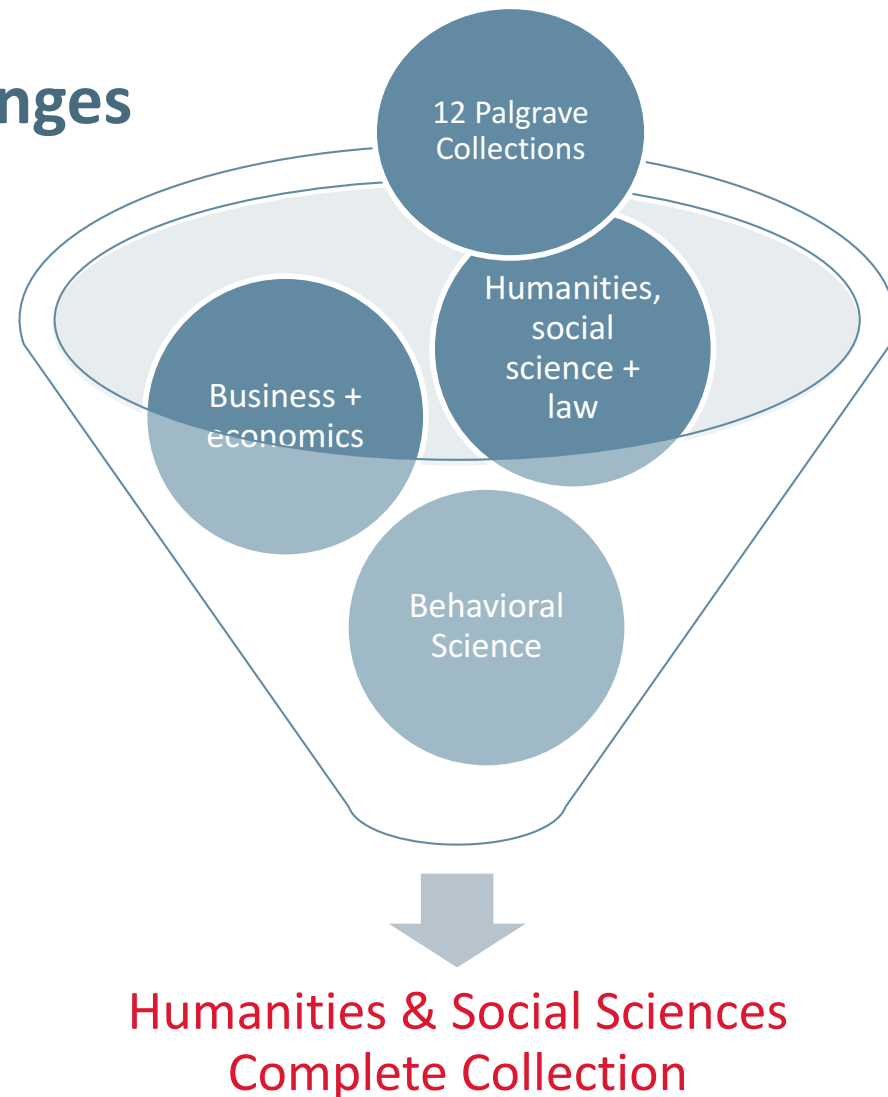 nges
12 Palgrave
Collections
Humanities,
social
science +
law
Business +
economics
Behavioral
Science
Humanities & Social Sciences
Complete Collection